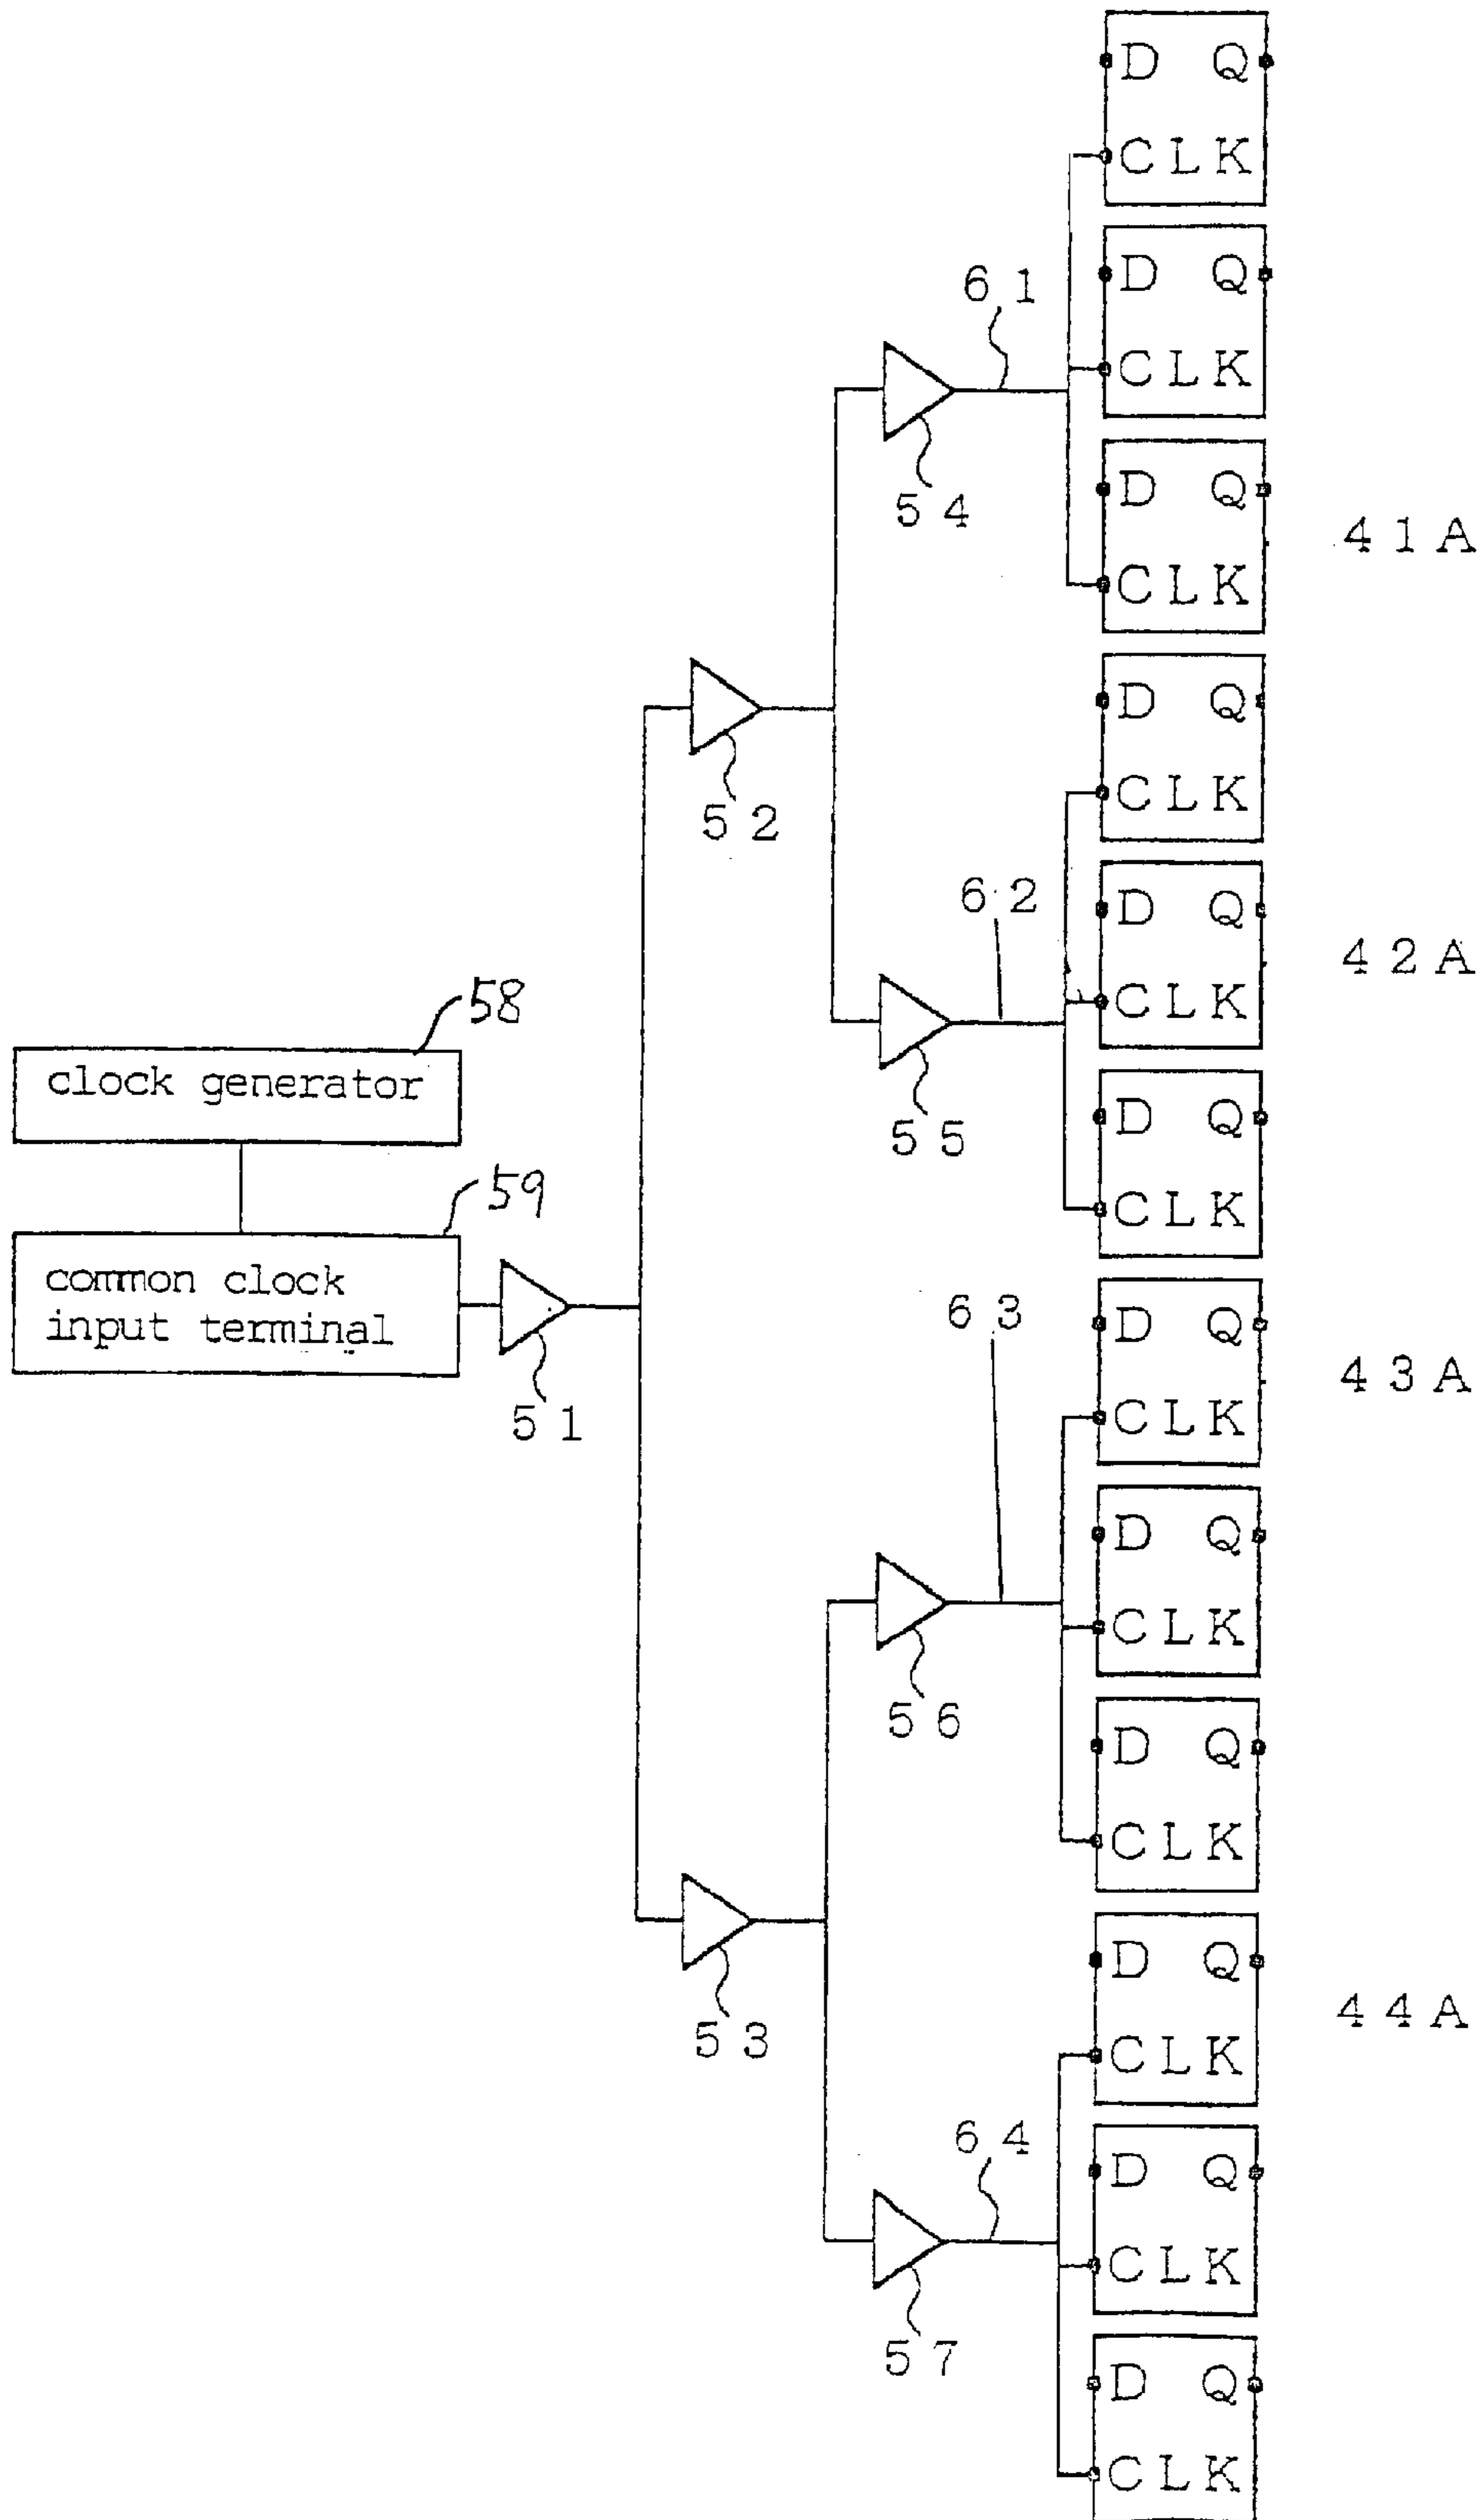 D Q
CLK
61
D Q
CLK
54
D Q
CLK
41A
52
D Q
CLK
62
D Q
CLK
42A
55
D Q
CLK
58
clock generator
59
common clock
input terminal
51
63
D Q
CLK
43A
D Q
CLK
56
D Q
CLK
53
D Q
CLK
44A
64
D Q
CLK
57
D Q
CLK